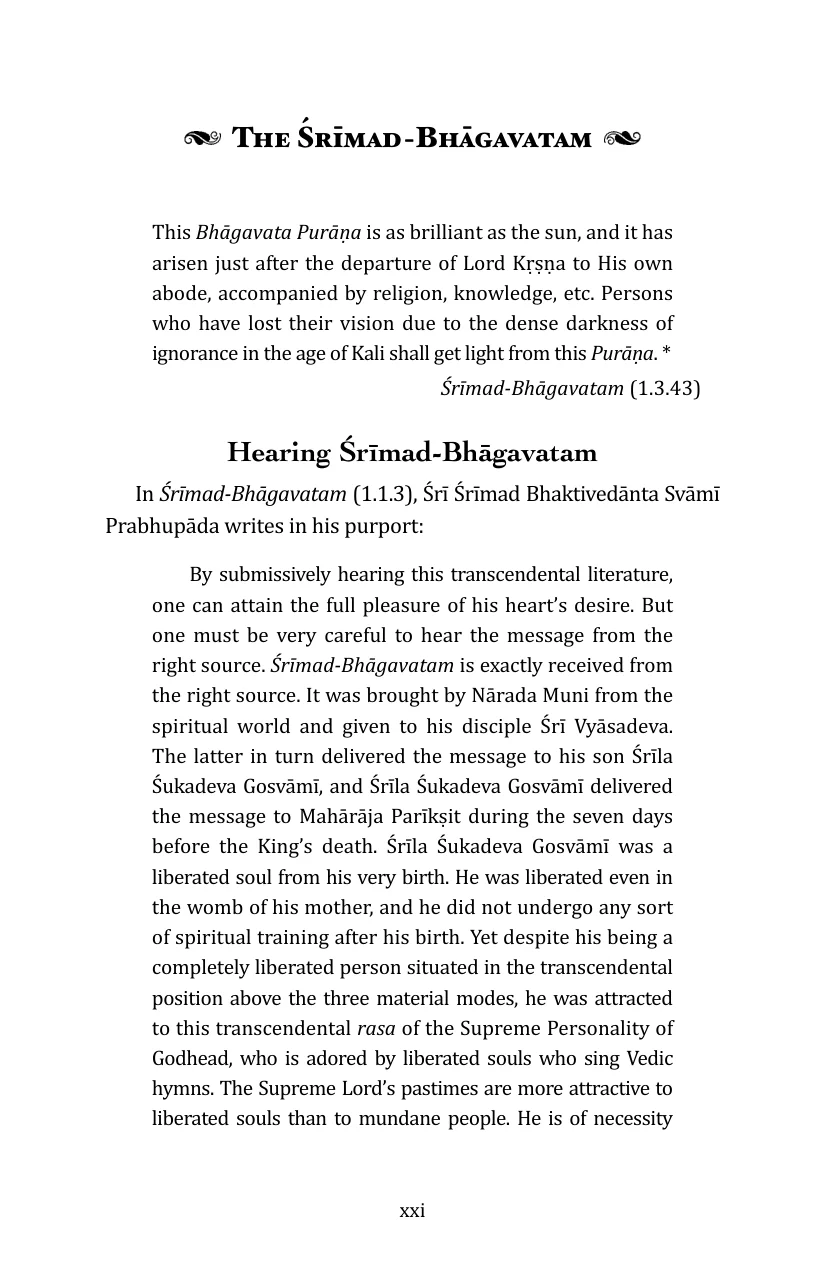 The Śrīmad-Bhāgavatam
This Bhāgavata Purāṇa is as brilliant as the sun, and it has
arisen just after the departure of Lord Kṛṣṇa to His own
abode, accompanied by religion, knowledge, etc. Persons
who have lost their vision due to the dense darkness of
ignorance in the age of Kali shall get light from this Purāṇa. *
Śrīmad-Bhāgavatam (1.3.43)
Hearing Śrīmad-Bhāgavatam
In Śrīmad-Bhāgavatam (1.1.3), Śrī Śrīmad Bhaktivedānta Svāmī
Prabhupāda writes in his purport:
By submissively hearing this transcendental literature,
one can attain the full pleasure of his heart’s desire. But
one must be very careful to hear the message from the
right source. Śrīmad-Bhāgavatam is exactly received from
the right source. It was brought by Nārada Muni from the
spiritual world and given to his disciple Śrī Vyāsadeva.
The latter in turn delivered the message to his son Śrīla
Śukadeva Gosvāmī, and Śrīla Śukadeva Gosvāmī delivered
the message to Mahārāja Parīkṣit during the seven days
before the King’s death. Śrīla Śukadeva Gosvāmī was a
liberated soul from his very birth. He was liberated even in
the womb of his mother, and he did not undergo any sort
of spiritual training after his birth. Yet despite his being a
completely liberated person situated in the transcendental
position above the three material modes, he was attracted
to this transcendental rasa of the Supreme Personality of
Godhead, who is adored by liberated souls who sing Vedic
hymns. The Supreme Lord’s pastimes are more attractive to
liberated souls than to mundane people. He is of necessity
xxi